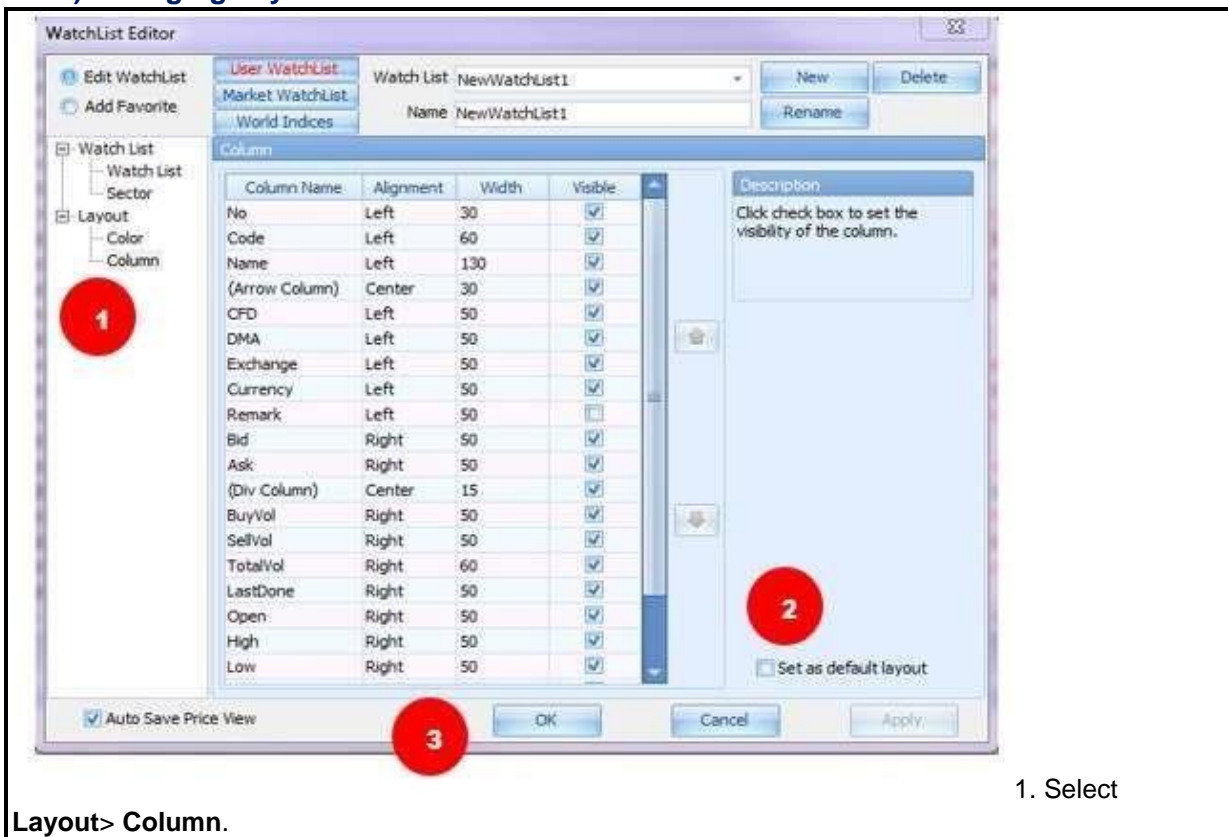 WatchList Editor
Edit WatchList
Add Favorite
User WatchList
Market WatchList
World Indices
Watch List NewWatchList1
New
Delete
Name NewWatchList1
Rename
Watch List
Watch List
Sector
Layout
Color
Column
1
Column
Column Name Alignment Width Visible
No Left 30
Code Left 60
Name Left 130
(Arrow Column) Center 30
CFD Left 50
DMA Left 50
Exchange Left 50
Currency Left 50
Remark Left 50
Bid Right 50
Ask Right 50
(Div Column) Center 15
BuyVol Right 50
SellVol Right 50
TotalVol Right 60
LastDone Right 50
Open Right 50
High Right 50
Low Right 50
Description
Click check box to set the
visibility of the column.
2
Set as default layout
Auto Save Price View
3
OK
Cancel
Apply
1. Select
Layout> Column.